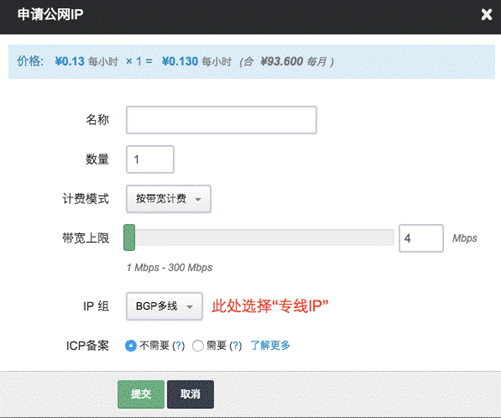 申请公网IP ×
价格: ¥0.13 每小时 × 1 = ¥0.130 每小时 (合 ¥93.600 每月 )
名称
数量 1
计费模式 按带宽计费
带宽上限 4 Mbps
1 Mbps - 300 Mbps
IP 组 BGP多线 此处选择“专线IP”
ICP备案 不需要 (?) 需要 (?) 了解更多
提交 取消